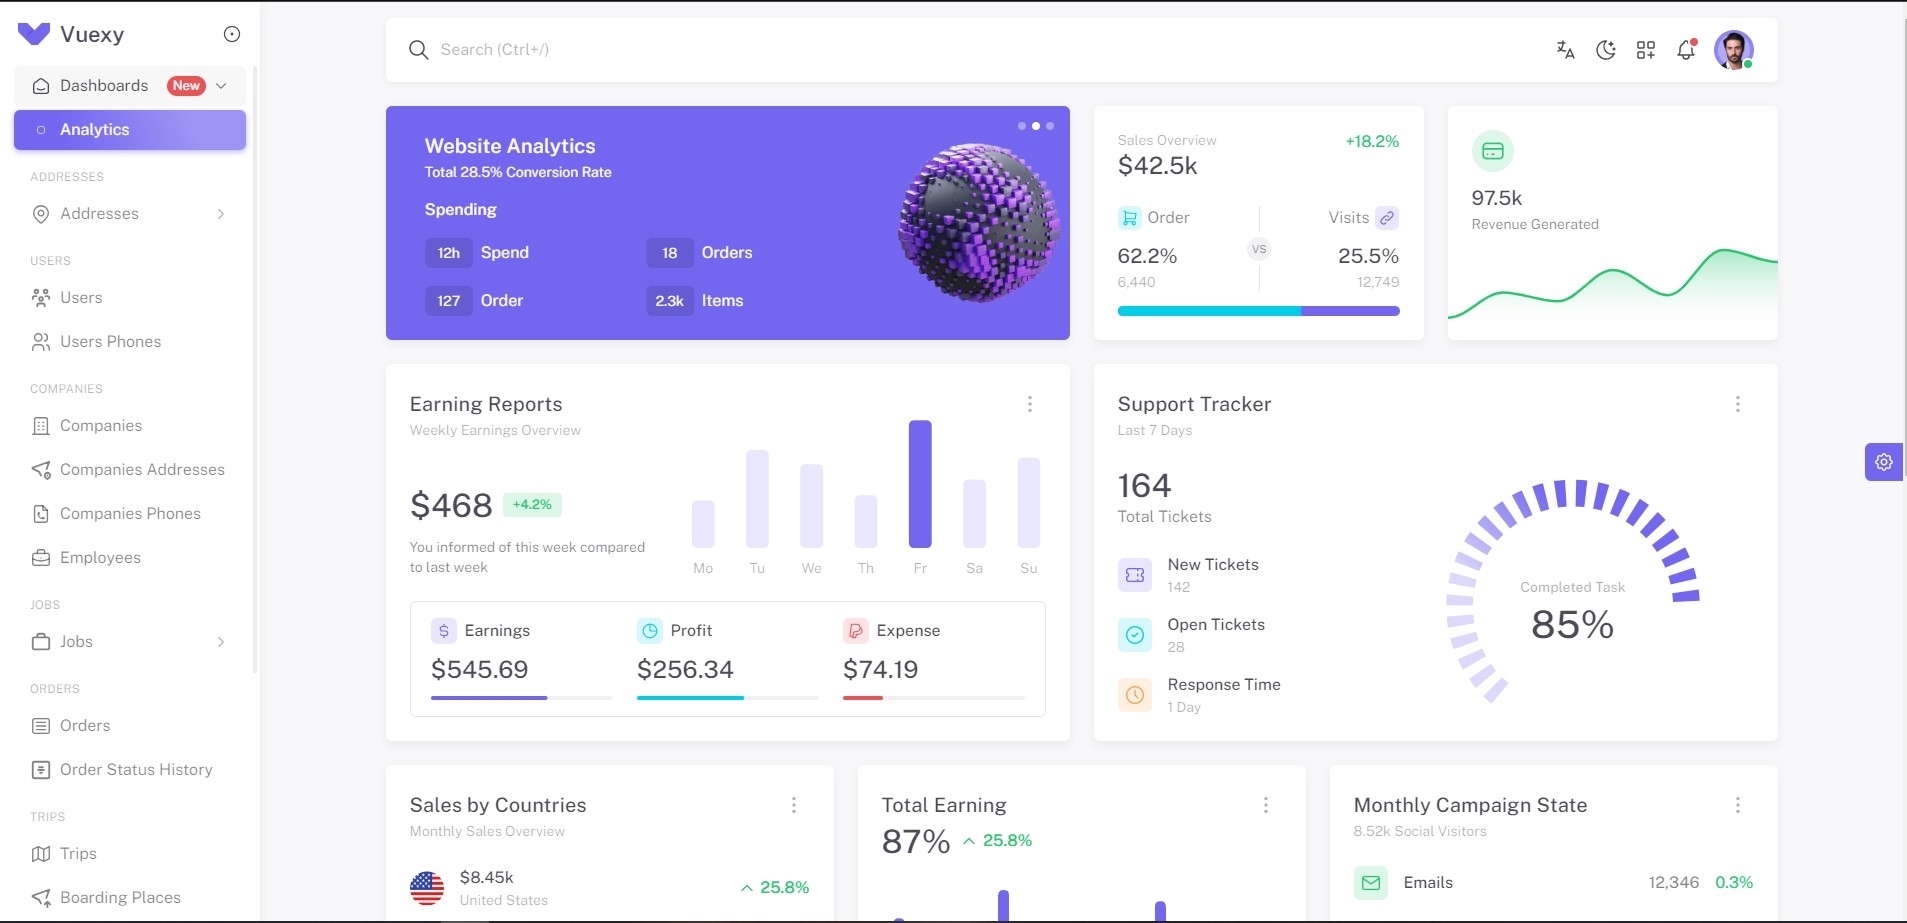 Vuexy
Dashboards New
Analytics
ADDRESSES
Addresses
USERS
Users
Users Phones
COMPANIES
Companies
Companies Addresses
Companies Phones
Employees
JOBS
Jobs
ORDERS
Orders
Order Status History
TRIPS
Trips
Boarding Places
Search (Ctrl+/)
Website Analytics
Total 28.5% Conversion Rate
Spending
12h Spend
18 Orders
127 Order
2.3k Items
Sales Overview +18.2%
$42.5k
Order
Visits
VS
62.2%
25.5%
6,440
12,749
97.5k
Revenue Generated
Earning Reports
Weekly Earnings Overview
$468 +4.2%
You informed of this week compared
to last week
Mo Tu We Th Fr Sa Su
Earnings
$545.69
Profit
$256.34
Expense
$74.19
Support Tracker
Last 7 Days
164
Total Tickets
New Tickets
142
Open Tickets
28
Response Time
1 Day
Completed Task
85%
Sales by Countries
Monthly Sales Overview
$8.45k
United States
25.8%
Total Earning
87% 25.8%
Monthly Campaign State
8.52k Social Visitors
Emails 12,346 0.3%